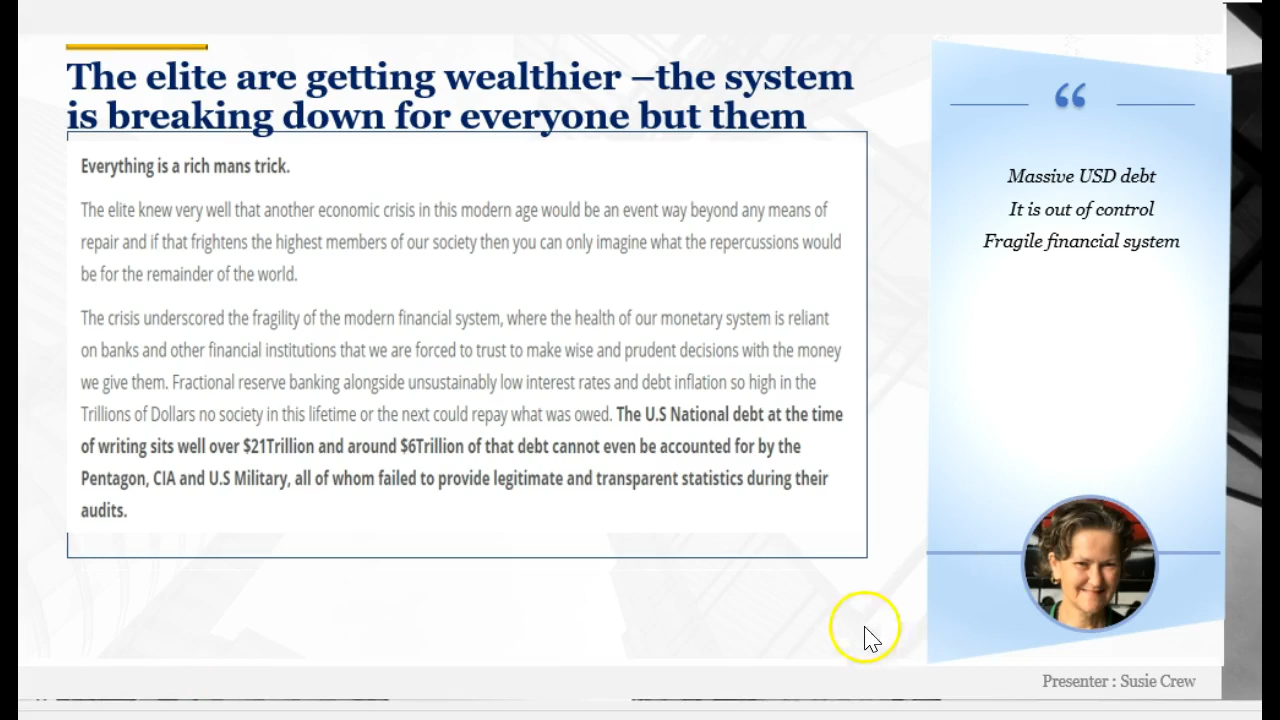 The elite are getting wealthier –the system
is breaking down for everyone but them
Everything is a rich mans trick.
The elite knew very well that another economic crisis in this modern age would be an event way beyond any means of
repair and if that frightens the highest members of our society then you can only imagine what the repercussions would
be for the remainder of the world.
The crisis underscored the fragility of the modern financial system, where the health of our monetary system is reliant
on banks and other financial institutions that we are forced to trust to make wise and prudent decisions with the money
we give them. Fractional reserve banking alongside unsustainably low interest rates and debt inflation so high in the
Trillions of Dollars no society in this lifetime or the next could repay what was owed. The U.S National debt at the time
of writing sits well over $21Trillion and around $6Trillion of that debt cannot even be accounted for by the
Pentagon, CIA and U.S Military, all of whom failed to provide legitimate and transparent statistics during their
audits.
“
Massive USD debt
It is out of control
Fragile financial system
Presenter : Susie Crew